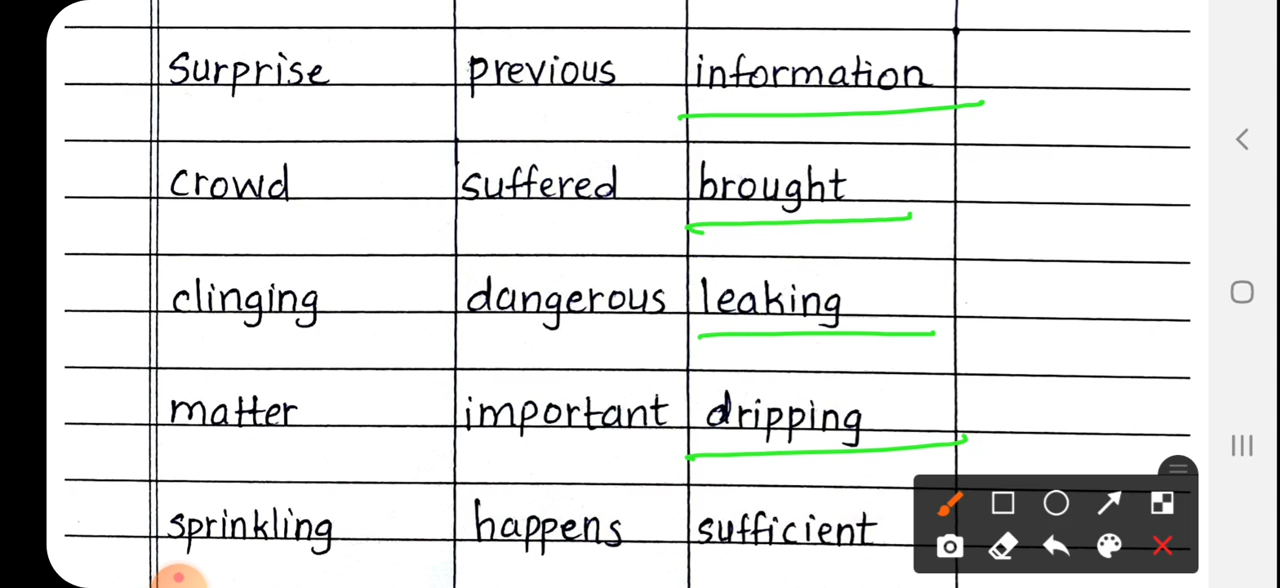 Surprise previous information
crowd suffered brought
clinging dangerous leaking
matter important dripping
sprinkling happens sufficient